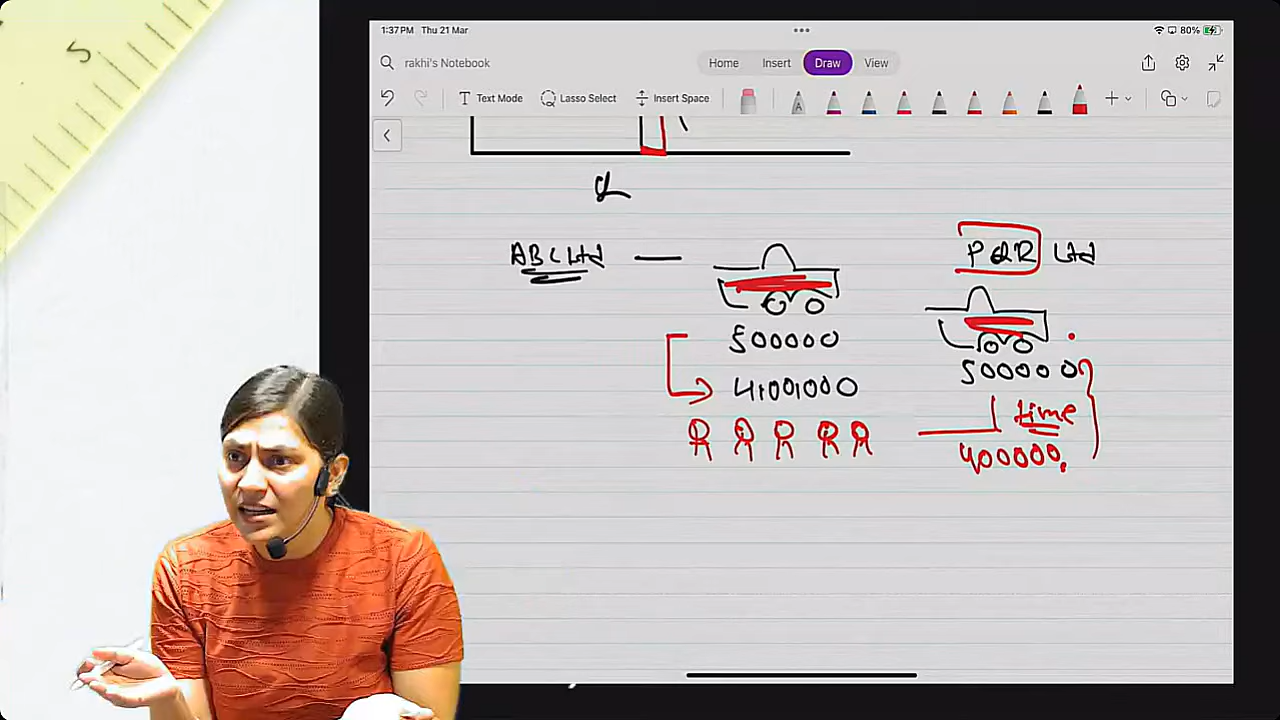 5
1:37 PM Thu 21 Mar
80%
rakhi's Notebook
Home Insert Draw View
Text Mode Lasso Select Insert Space
A
ABC Ltd — PQR Ltd
500000
500000
4,00,000
time
400000